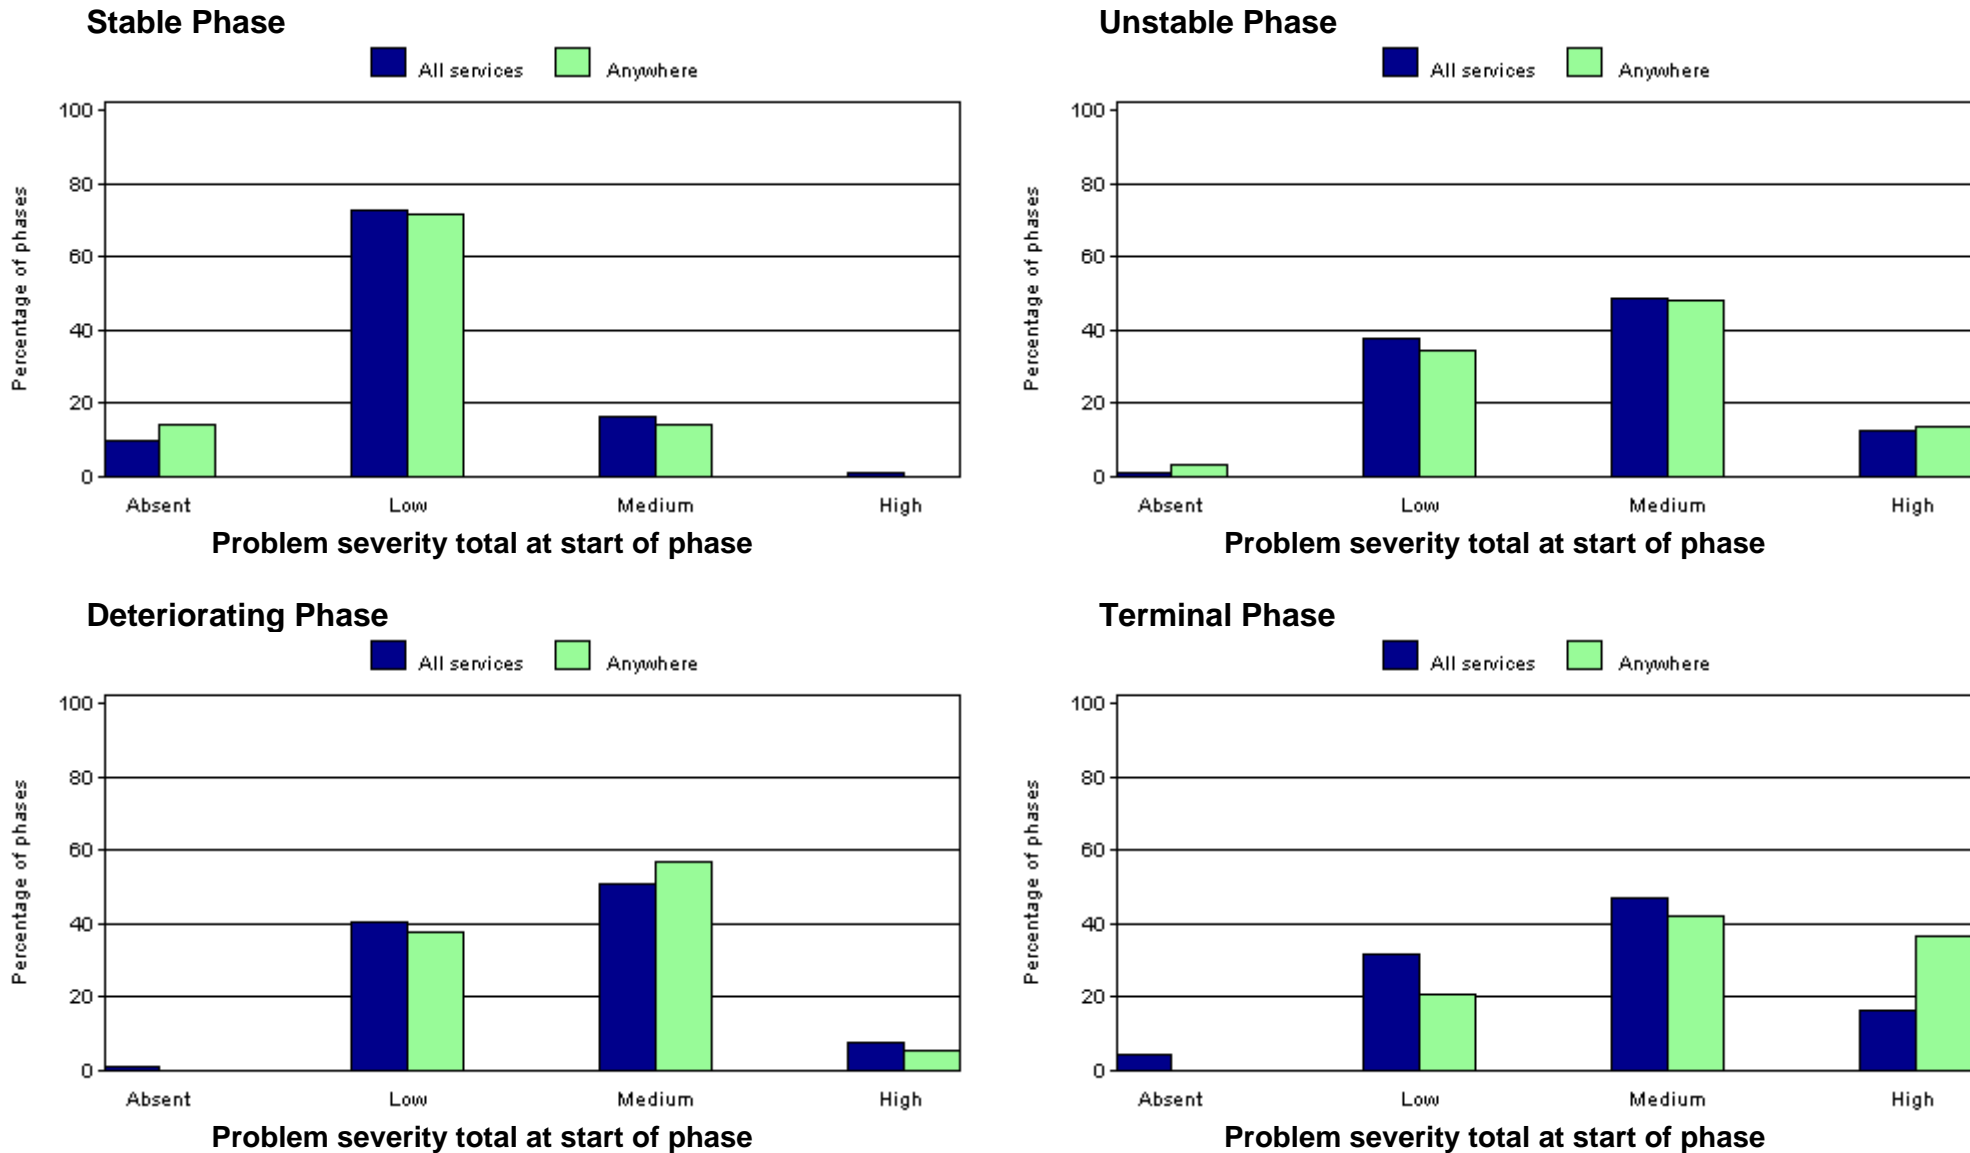 Stable Phase
All services Anywhere
Percentage of phases
100
80
60
40
20
0
Absent Low Medium High
Problem severity total at start of phase
Unstable Phase
All services Anywhere
Percentage of phases
100
80
60
40
20
0
Absent Low Medium High
Problem severity total at start of phase
Deteriorating Phase
All services Anywhere
Percentage of phases
100
80
60
40
20
0
Absent Low Medium High
Problem severity total at start of phase
Terminal Phase
All services Anywhere
Percentage of phases
100
80
60
40
20
0
Absent Low Medium High
Problem severity total at start of phase